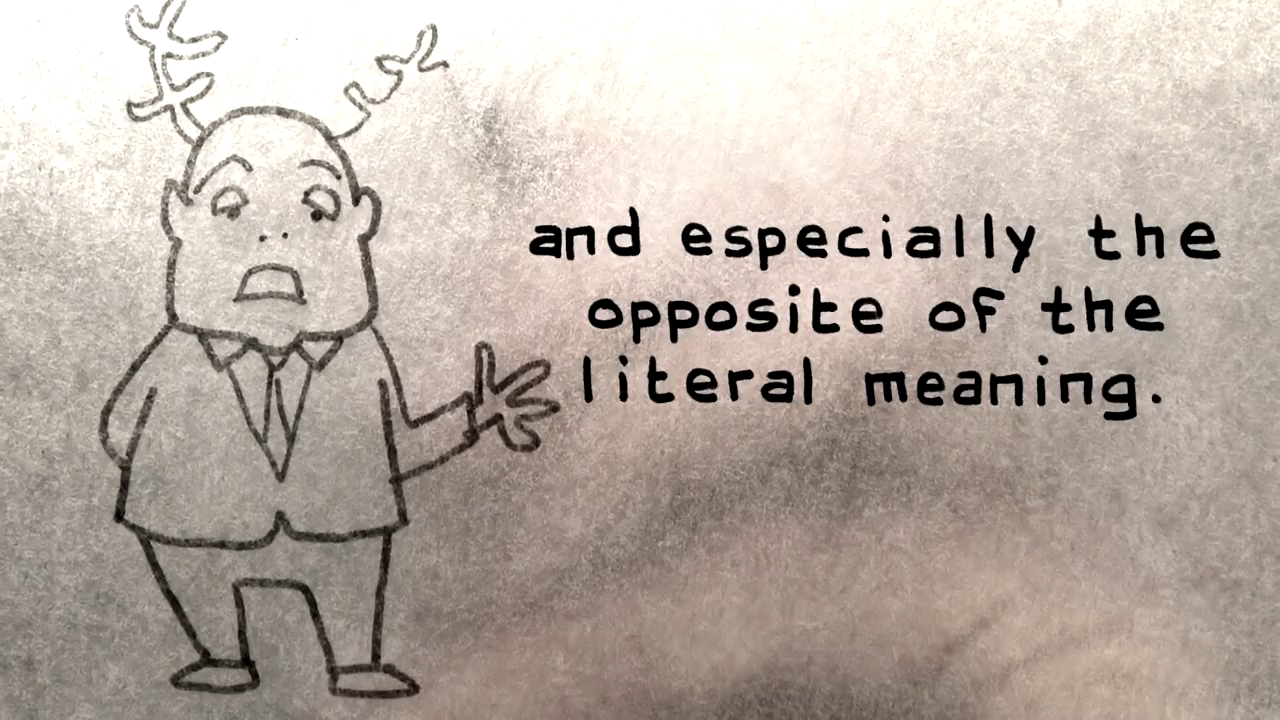 and especially the
opposite of the
literal meaning.